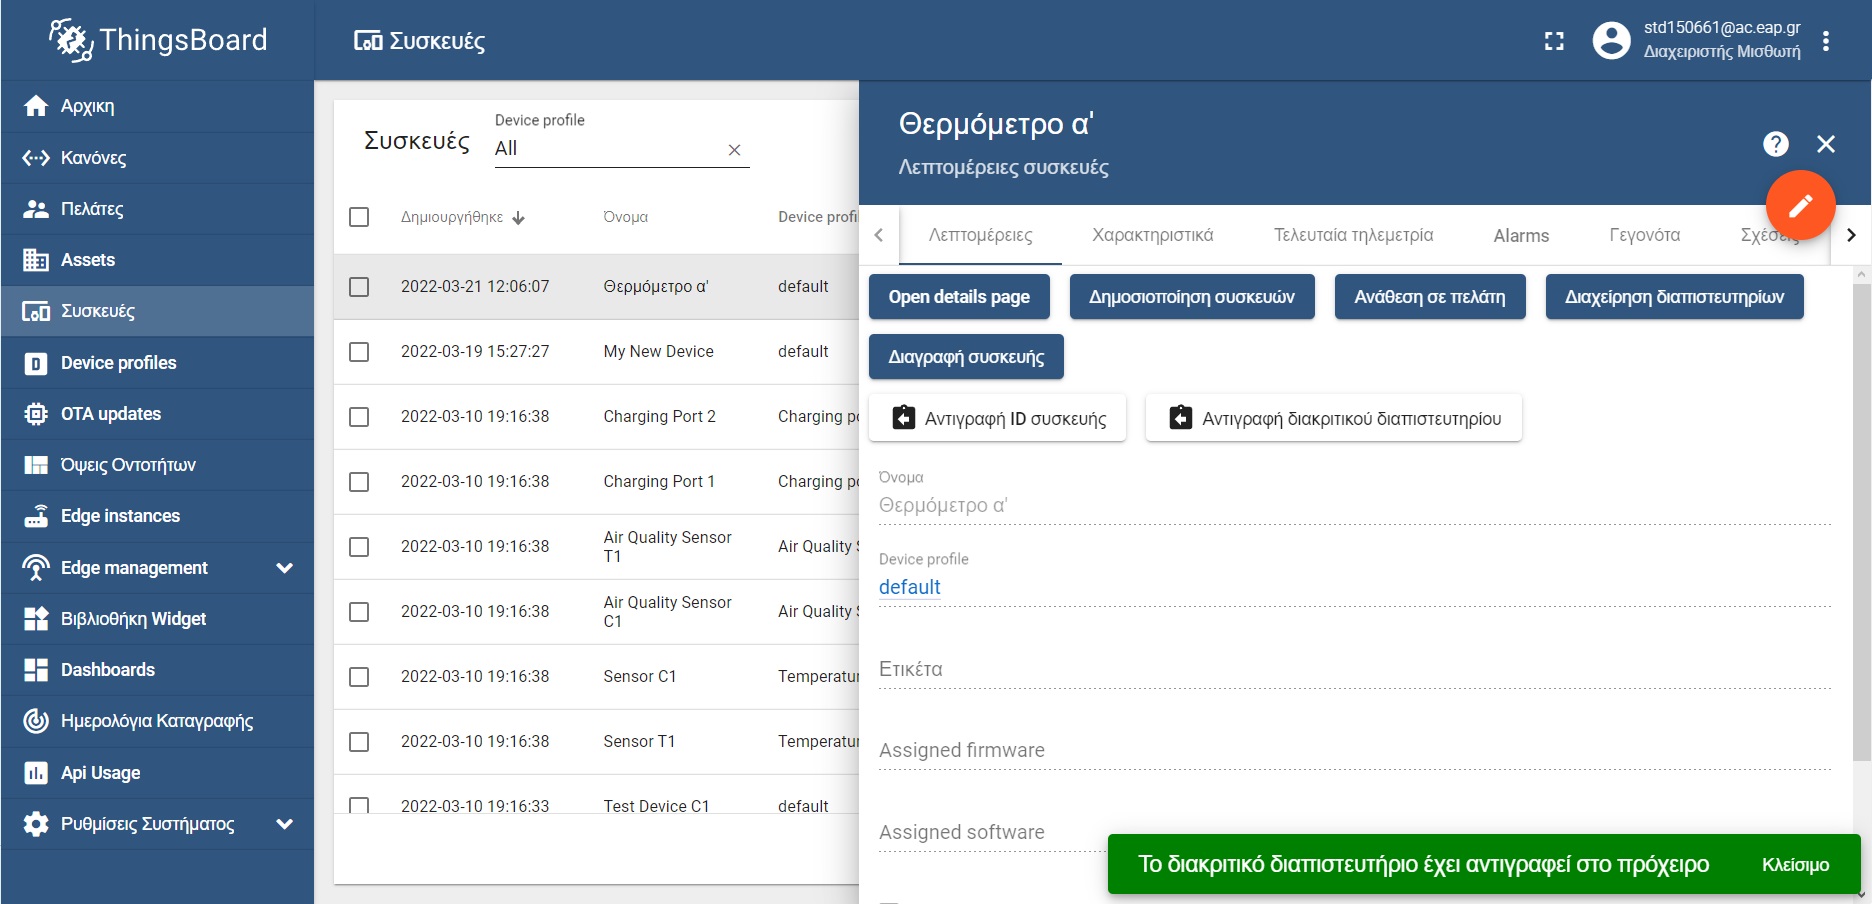 ThingsBoard
Συσκευές
std150661@ac.eap.gr
Διαχειριστής Μισθωτή
Αρχικη
Κανόνες
Πελάτες
Assets
Συσκευές
Device profiles
OTA updates
Όψεις Οντοτήτων
Edge instances
Edge management
Βιβλιοθήκη Widget
Dashboards
Ημερολόγια Καταγραφής
Api Usage
Ρυθμίσεις Συστήματος
Συσκευές
Device profile
All
Δημιουργήθηκε Όνομα Device profi
2022-03-21 12:06:07 Θερμόμετρο α' default
2022-03-19 15:27:27 My New Device default
2022-03-10 19:16:38 Charging Port 2 Charging po
2022-03-10 19:16:38 Charging Port 1 Charging po
2022-03-10 19:16:38 Air Quality Sensor T1 Air Quality S
2022-03-10 19:16:38 Air Quality Sensor C1 Air Quality S
2022-03-10 19:16:38 Sensor C1 Temperatur
2022-03-10 19:16:38 Sensor T1 Temperatur
2022-03-10 19:16:33 Test Device C1 default
Θερμόμετρο α'
Λεπτομέρειες συσκευής
Λεπτομέρειες Χαρακτηριστικά Τελευταία τηλεμετρία Alarms Γεγονότα Σχέσεις
Open details page Δημοσιοποίηση συσκευών Ανάθεση σε πελάτη Διαχείρηση διαπιστευτηρίων
Διαγραφή συσκευής
Αντιγραφή ID συσκευής Αντιγραφή διακριτικού διαπιστευτηρίου
Όνομα
Θερμόμετρο α'
Device profile
default
Ετικέτα
Assigned firmware
Assigned software
Το διακριτικό διαπιστευτήριο έχει αντιγραφεί στο πρόχειρο Κλείσιμο